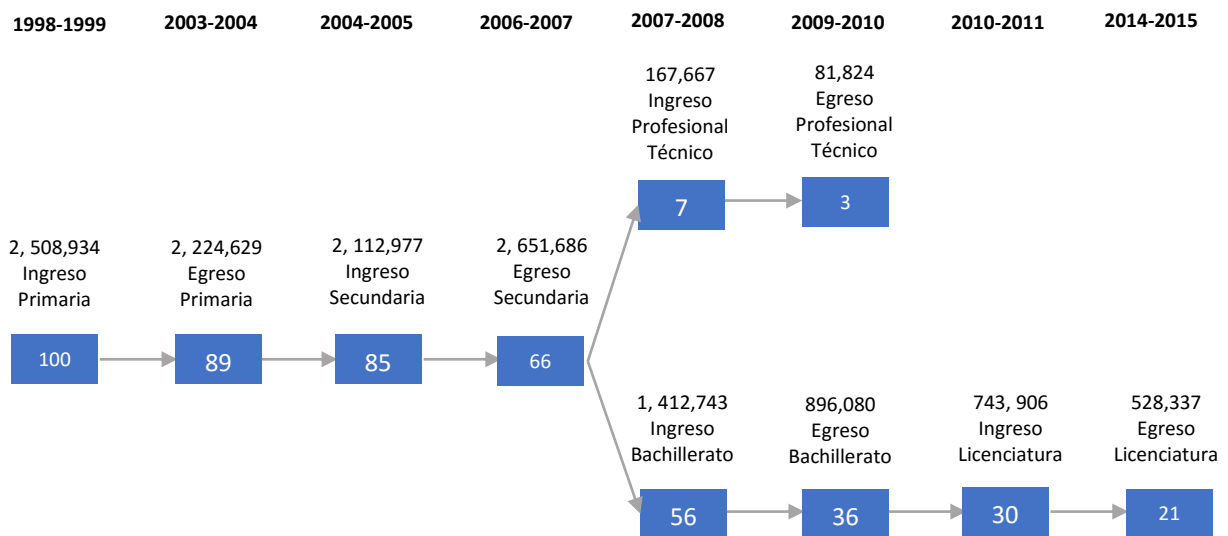 1998-1999 2003-2004 2004-2005 2006-2007 2007-2008 2009-2010 2010-2011 2014-2015
167,667
Ingreso
Profesional
Técnico
7
81,824
Egreso
Profesional
Técnico
3
2, 508,934
Ingreso
Primaria
100
2, 224,629
Egreso
Primaria
89
2, 112,977
Ingreso
Secundaria
85
2, 651,686
Egreso
Secundaria
66
1, 412,743
Ingreso
Bachillerato
56
896,080
Egreso
Bachillerato
36
743, 906
Ingreso
Licenciatura
30
528,337
Egreso
Licenciatura
21